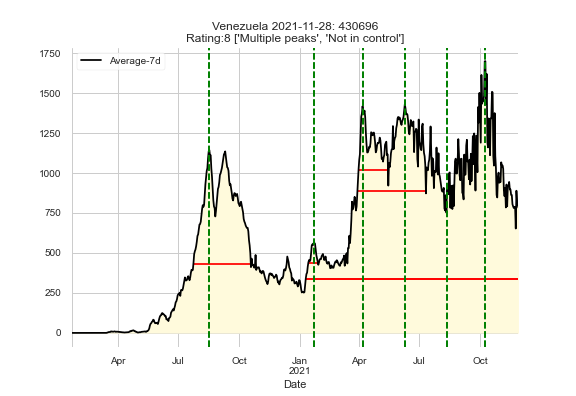 Venezuela 2021-11-28: 430696
Rating:8 ['Multiple peaks', 'Not in control']
1750
Average-7d
1500
1250
1000
750
500
250
0
Apr Jul Oct Jan Apr Jul Oct
2021
Date